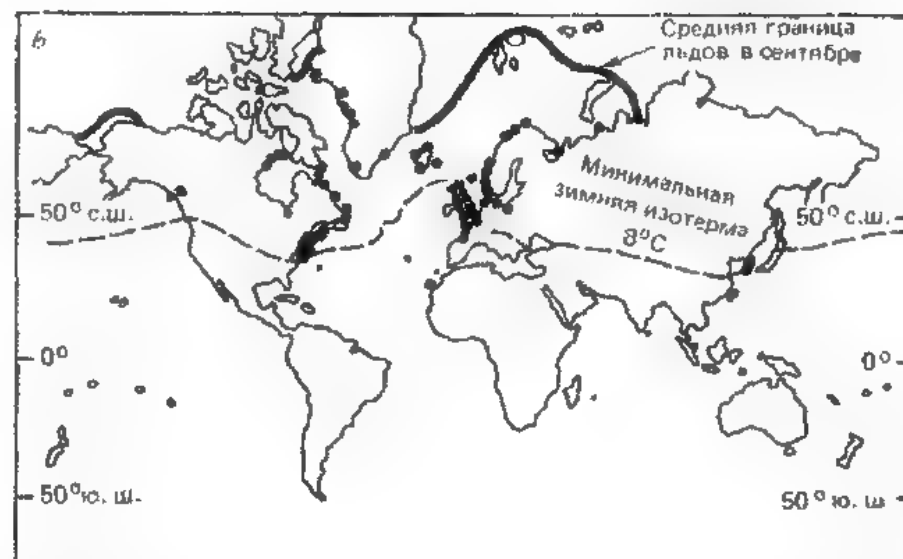 б
Средняя граница
льдов в сентябре
Минимальная
зимняя изотерма
8°C
50° с.ш.
50° с.ш.
0°
0°
50° ю. ш.
50° ю. ш